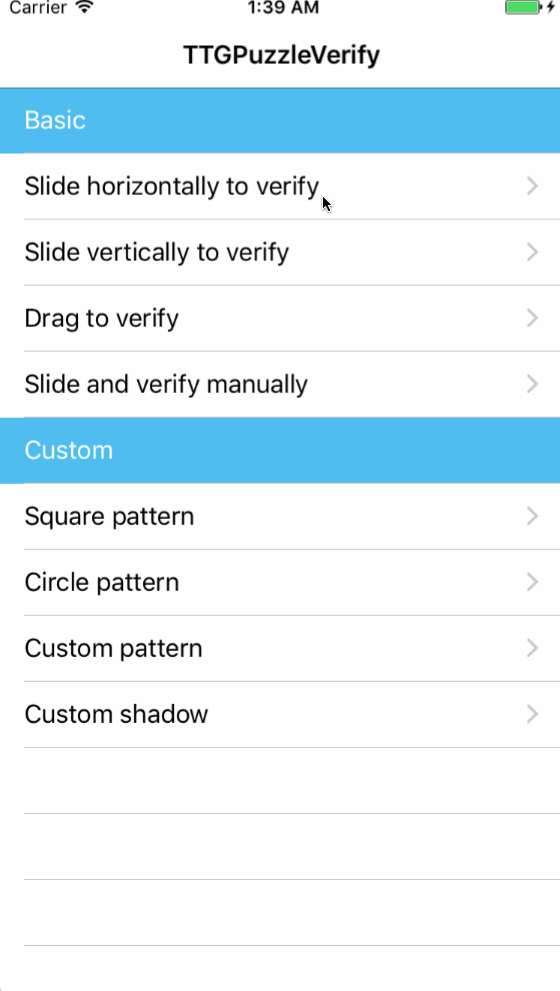 Carrier 1:39 AM
TTGPuzzleVerify
Basic
Slide horizontally to verify
Slide vertically to verify
Drag to verify
Slide and verify manually
Custom
Square pattern
Circle pattern
Custom pattern
Custom shadow